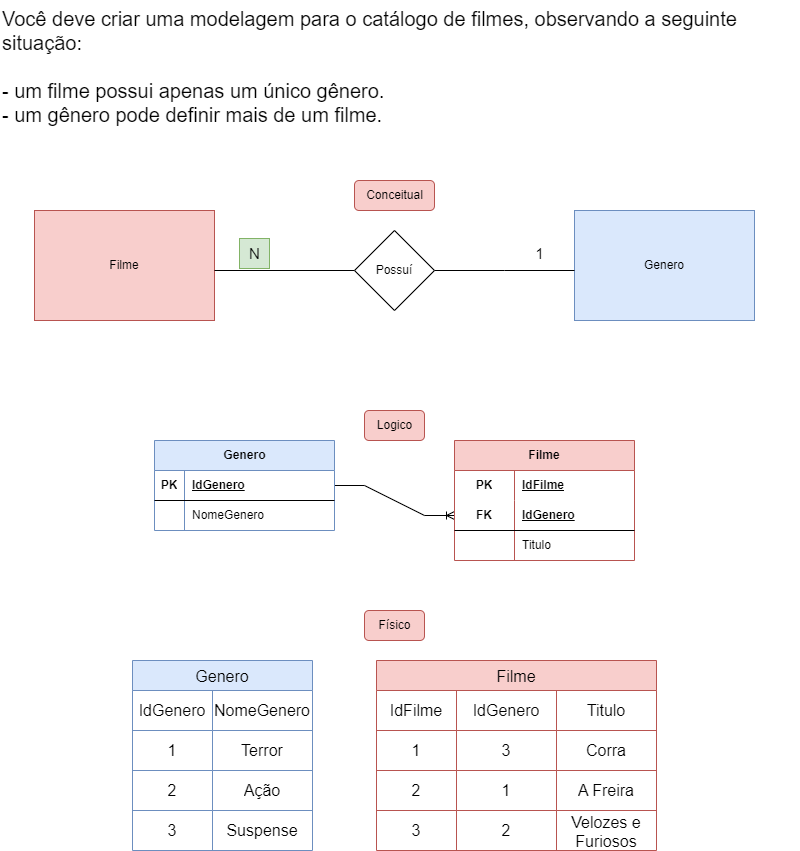 Você deve criar uma modelagem para o catálogo de filmes, observando a seguinte
situação:
- um filme possui apenas um único gênero.
- um gênero pode definir mais de um filme.
Conceitual
Filme
N
Possuí
1
Genero
Logico
Genero
PK IdGenero
NomeGenero
Filme
PK IdFilme
FK IdGenero
Titulo
Físico
Genero
IdGenero NomeGenero
1 Terror
2 Ação
3 Suspense
Filme
IdFilme IdGenero Titulo
1 3 Corra
2 1 A Freira
3 2 Velozes e
Furiosos